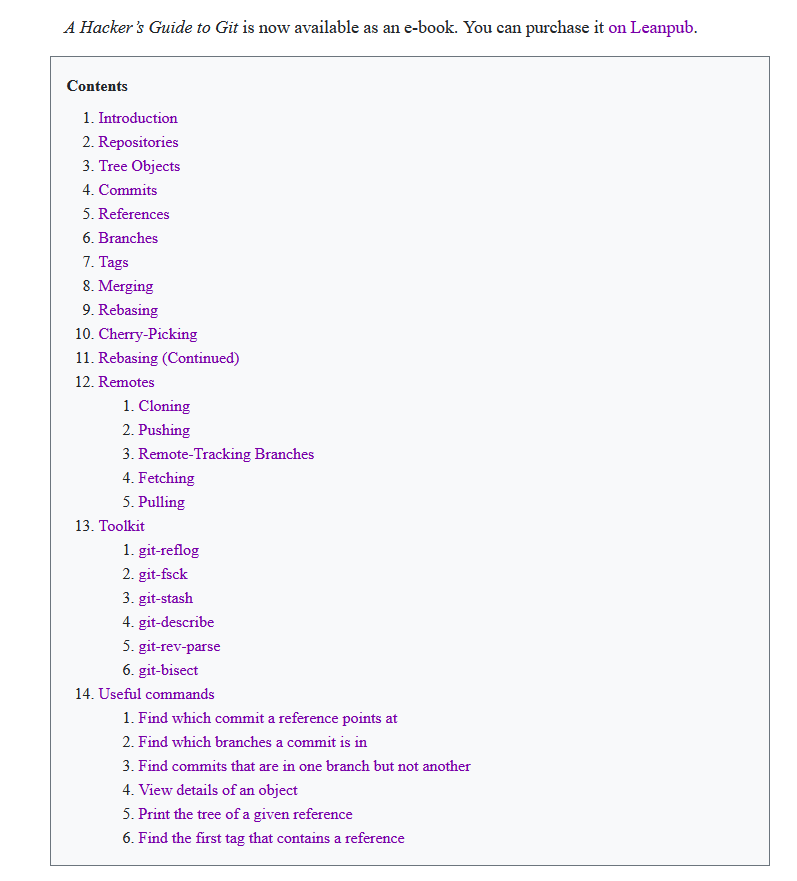 A Hacker's Guide to Git is now available as an e-book. You can purchase it on Leanpub.
Contents
1. Introduction
2. Repositories
3. Tree Objects
4. Commits
5. References
6. Branches
7. Tags
8. Merging
9. Rebasing
10. Cherry-Picking
11. Rebasing (Continued)
12. Remotes
1. Cloning
2. Pushing
3. Remote-Tracking Branches
4. Fetching
5. Pulling
13. Toolkit
1. git-reflog
2. git-fsck
3. git-stash
4. git-describe
5. git-rev-parse
6. git-bisect
14. Useful commands
1. Find which commit a reference points at
2. Find which branches a commit is in
3. Find commits that are in one branch but not another
4. View details of an object
5. Print the tree of a given reference
6. Find the first tag that contains a reference